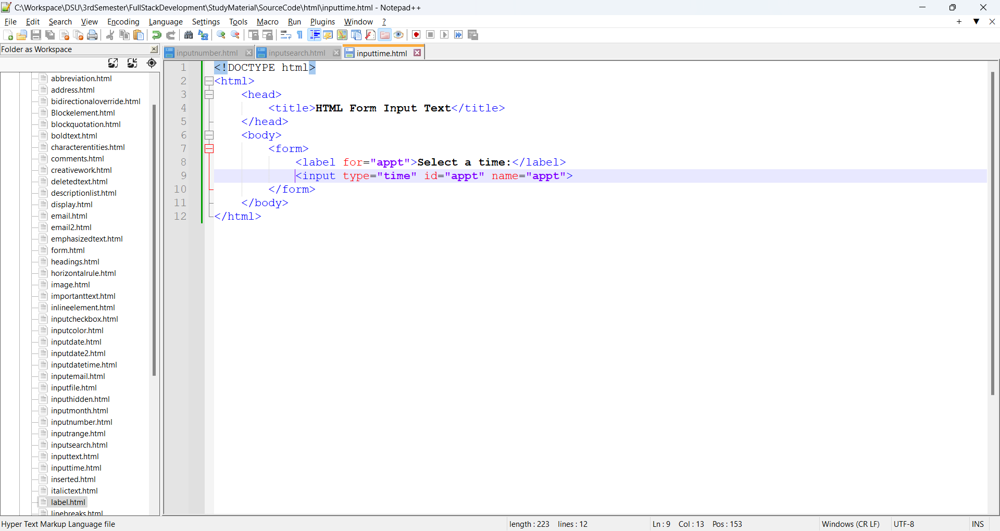 C:\Workspace\DSU\3rdSemester\FullStackDevelopment\StudyMaterial\SourceCode\html\inputtime.html - Notepad++
File Edit Search View Encoding Language Settings Tools Macro Run Plugins Window ?
Folder as Workspace
inputnumber.html inputsearch.html inputtime.html
abbreviation.html
address.html
bidirectionaloverride.html
Blockelement.html
blockquotation.html
boldtext.html
characterentities.html
comments.html
creativework.html
deletedtext.html
descriptionlist.html
display.html
email.html
email2.html
emphasizedtext.html
form.html
headings.html
horizontalrule.html
image.html
importanttext.html
inlineelement.html
inputcheckbox.html
inputcolor.html
inputdate.html
inputdate2.html
inputdatetime.html
inputemail.html
inputfile.html
inputhidden.html
inputmonth.html
inputnumber.html
inputrange.html
inputsearch.html
inputtext.html
inputtime.html
inserted.html
italictext.html
label.html
linebreaks.html
1 <!DOCTYPE html>
2 <html>
3 <head>
4 <title>HTML Form Input Text</title>
5 </head>
6 <body>
7 <form>
8 <label for="appt">Select a time:</label>
9 <input type="time" id="appt" name="appt">
10 </form>
11 </body>
12 </html>
Hyper Text Markup Language file length : 223 lines : 12 Ln : 9 Col : 13 Pos : 153 Windows (CR LF) UTF-8 INS